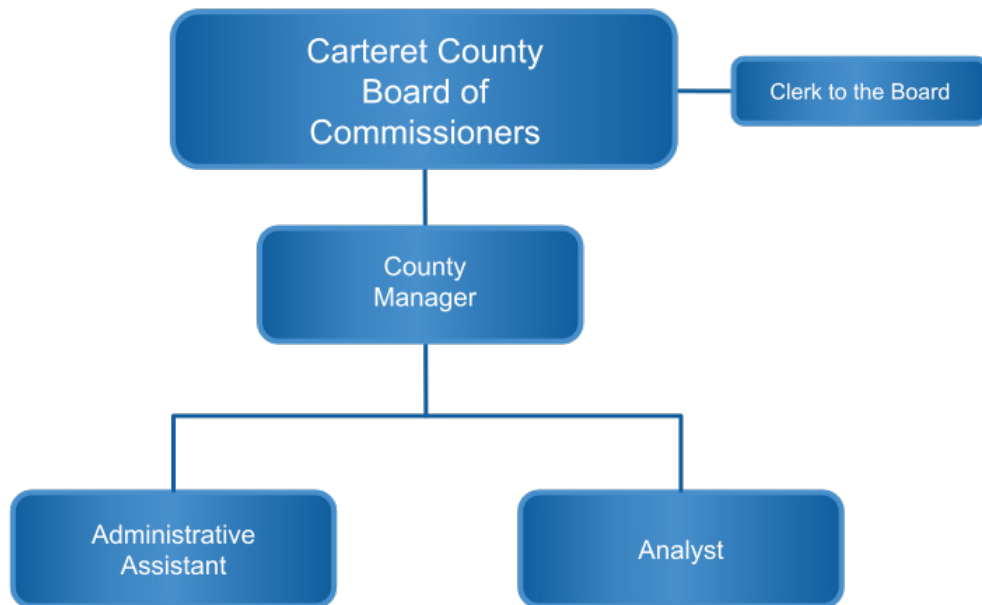 Carteret County
Board of
Commissioners
Clerk to the Board
County
Manager
Administrative
Assistant
Analyst